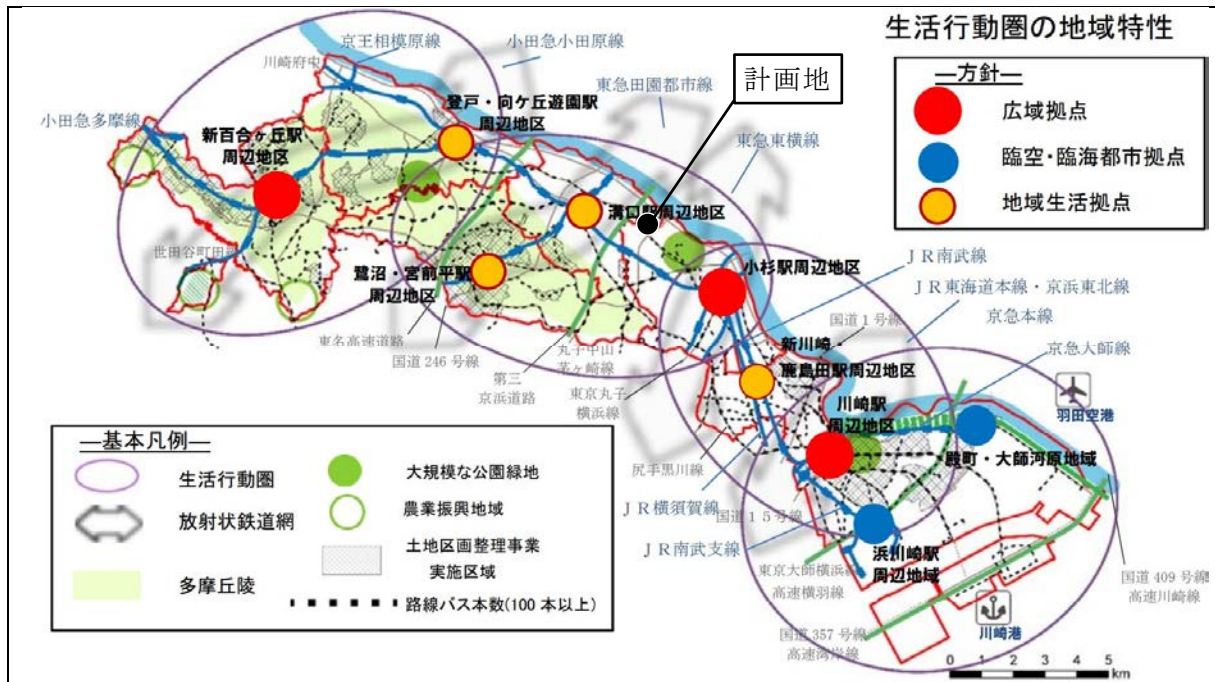 生活行動圏の地域特性
―方針―
広域拠点
臨空・臨海都市拠点
地域生活拠点
計画地
京王相模原線
小田急小田原線
川崎府中
東急田園都市線
登戸・向ケ丘遊園駅
周辺地区
小田急多摩線
新百合ヶ丘駅
周辺地区
東急東横線
溝口駅周辺地区
世田谷町田線
鷺沼・宮前平駅
周辺地区
小杉駅周辺地区
JR南武線
JR東海道本線・京浜東北線
東名高速道路
国道246号線
第三
京浜道路
丸子中山
茅ヶ崎線
東京丸子
横浜線
国道1号線
京急本線
新川崎
鹿島田駅周辺地区
京急大師線
川崎駅
周辺地区
羽田空港
殿町・大師河原地域
尻手黒川線
JR横須賀線
国道15号線
JR南武支線
浜川崎駅
周辺地域
東京大師横浜線
高速横羽線
国道409号線
高速川崎線
川崎港
国道357号線
高速湾岸線
0 1 2 3 4 5
km
―基本凡例―
生活行動圏
放射状鉄道網
多摩丘陵
大規模な公園緑地
農業振興地域
土地区画整理事業
実施区域
路線バス本数(100本以上)